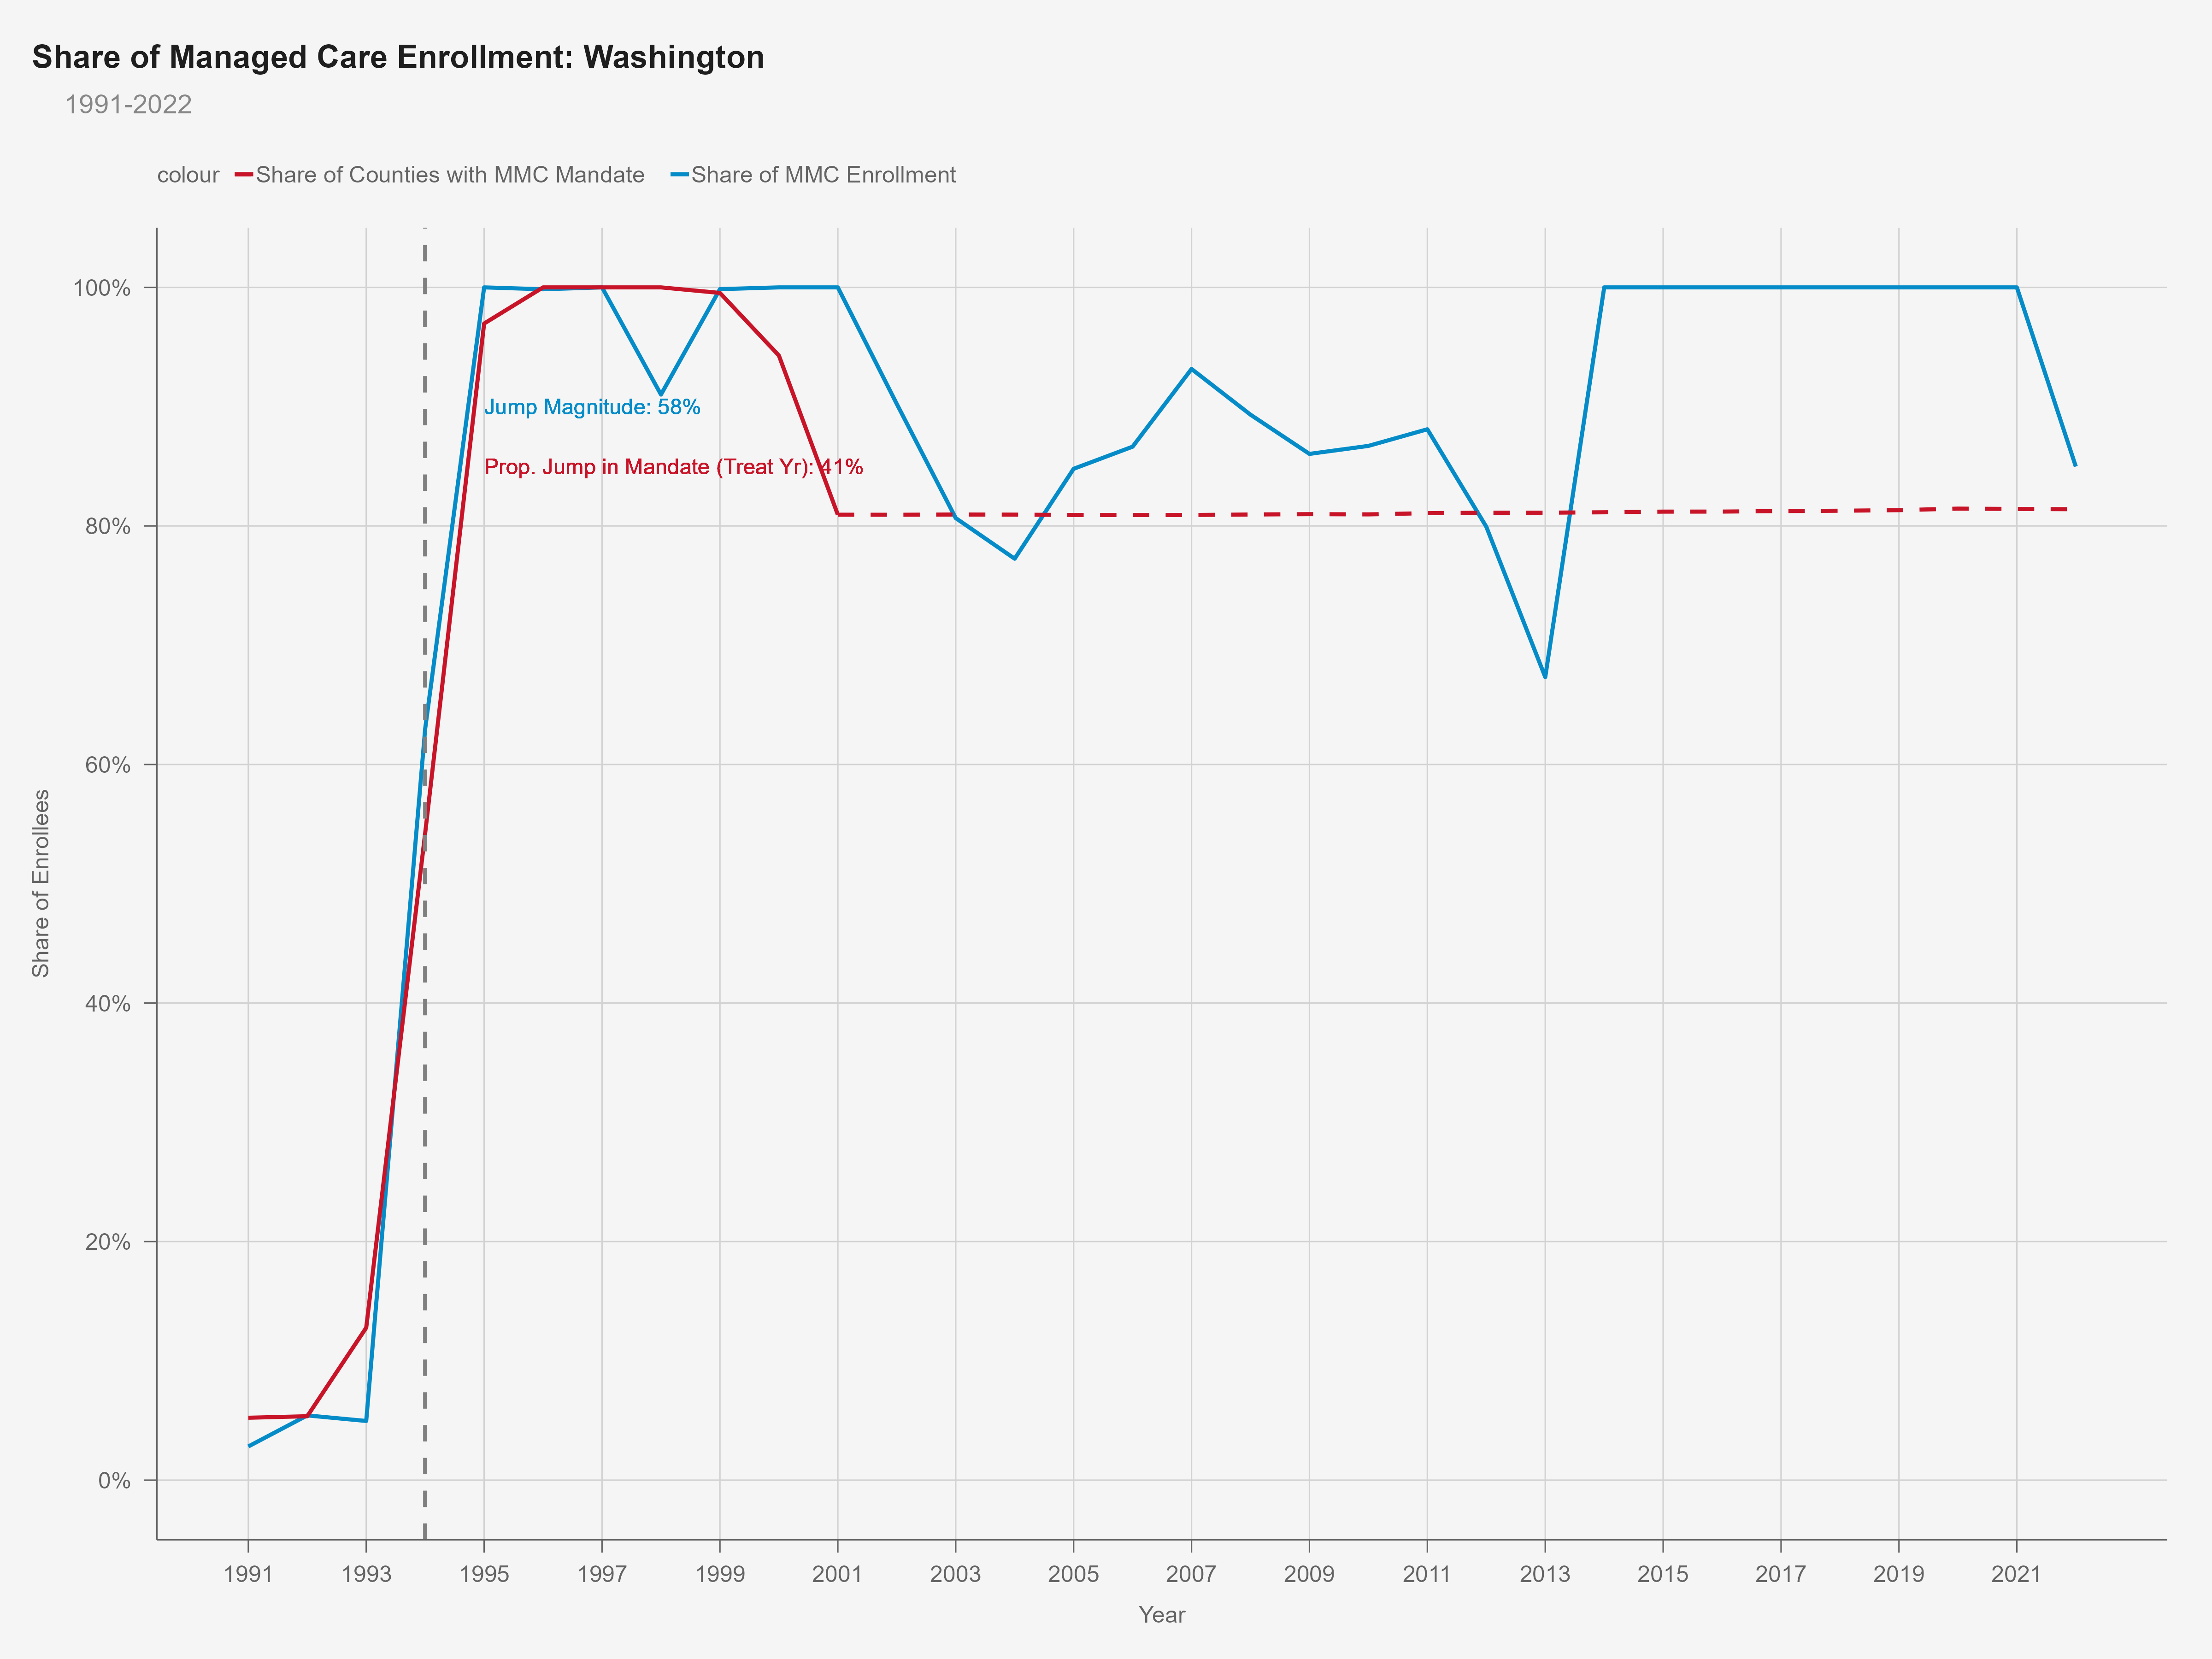 Share of Managed Care Enrollment: Washington
1991-2022
colour Share of Counties with MMC Mandate Share of MMC Enrollment
100%
80%
60%
40%
20%
0%
Share of Enrollees
Jump Magnitude: 58%
Prop. Jump in Mandate (Treat Yr): 41%
1991 1993 1995 1997 1999 2001 2003 2005 2007 2009 2011 2013 2015 2017 2019 2021
Year